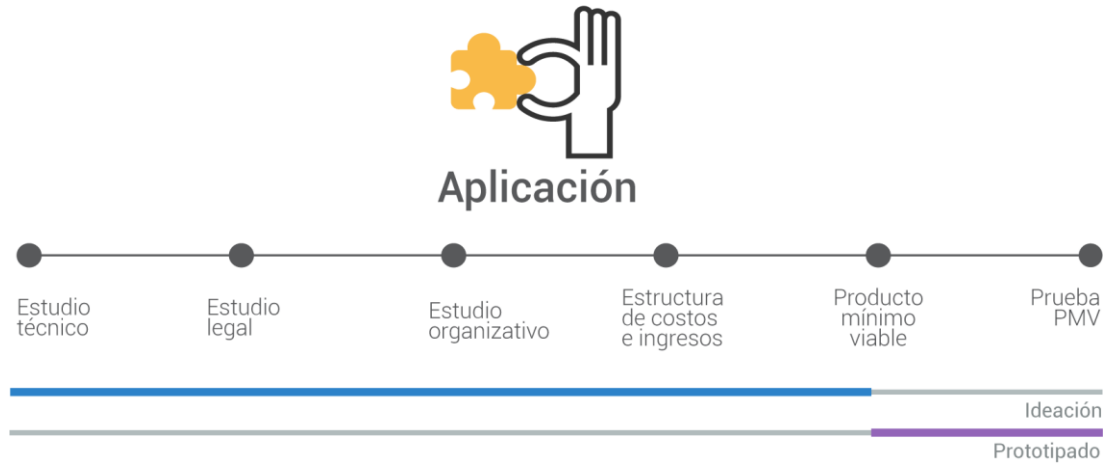 Aplicación
Estudio
técnico
Estudio
legal
Estudio
organizativo
Estructura
de costos
e ingresos
Producto
mínimo
viable
Prueba
PMV
Ideación
Prototipado